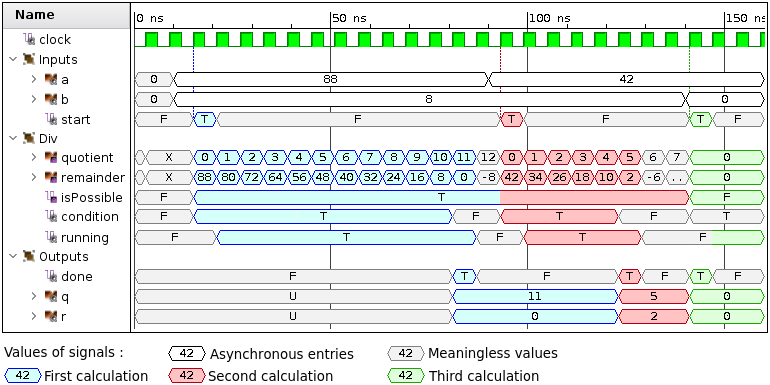 Name 0 ns 50 ns 100 ns 150 ns
clock
Inputs
a 0 88 42
b 0 8 0
start F T F T F T F
Div
quotient X 0 1 2 3 4 5 6 7 8 9 10 11 12 0 1 2 3 4 5 6 7 0
remainder X 88 80 72 64 56 48 40 32 24 16 8 0 -8 42 34 26 18 10 2 -6 .. 0
isPossible F T F
condition F T F T F T
running F T F T F
Outputs
done F T F T F T F
q U 11 5 0
r U 0 2 0
Values of signals : 42 Asynchronous entries 42 Meaningless values
42 First calculation 42 Second calculation 42 Third calculation